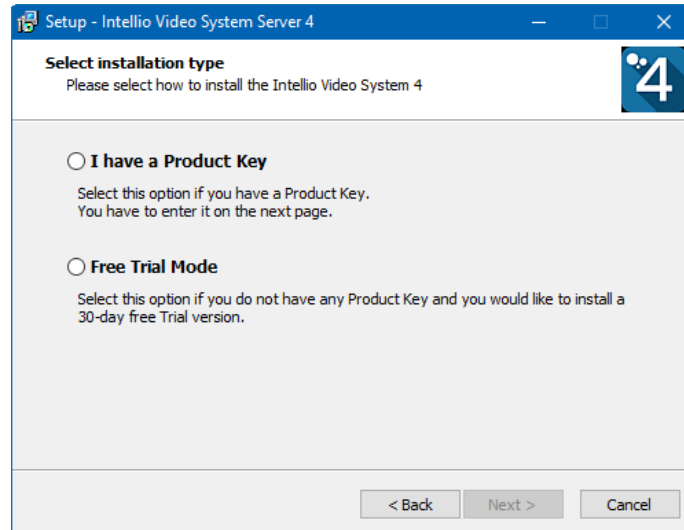 Setup - Intellio Video System Server 4
Select installation type
Please select how to install the Intellio Video System 4
4
I have a Product Key
Select this option if you have a Product Key.
You have to enter it on the next page.
Free Trial Mode
Select this option if you do not have any Product Key and you would like to install a
30-day free Trial version.
< Back
Next >
Cancel